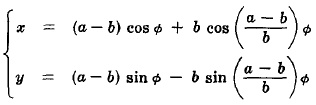 x = (a − b) cos ϕ + b cos((a − b)/b)ϕ
y = (a − b) sin ϕ − b sin((a − b)/b)ϕ